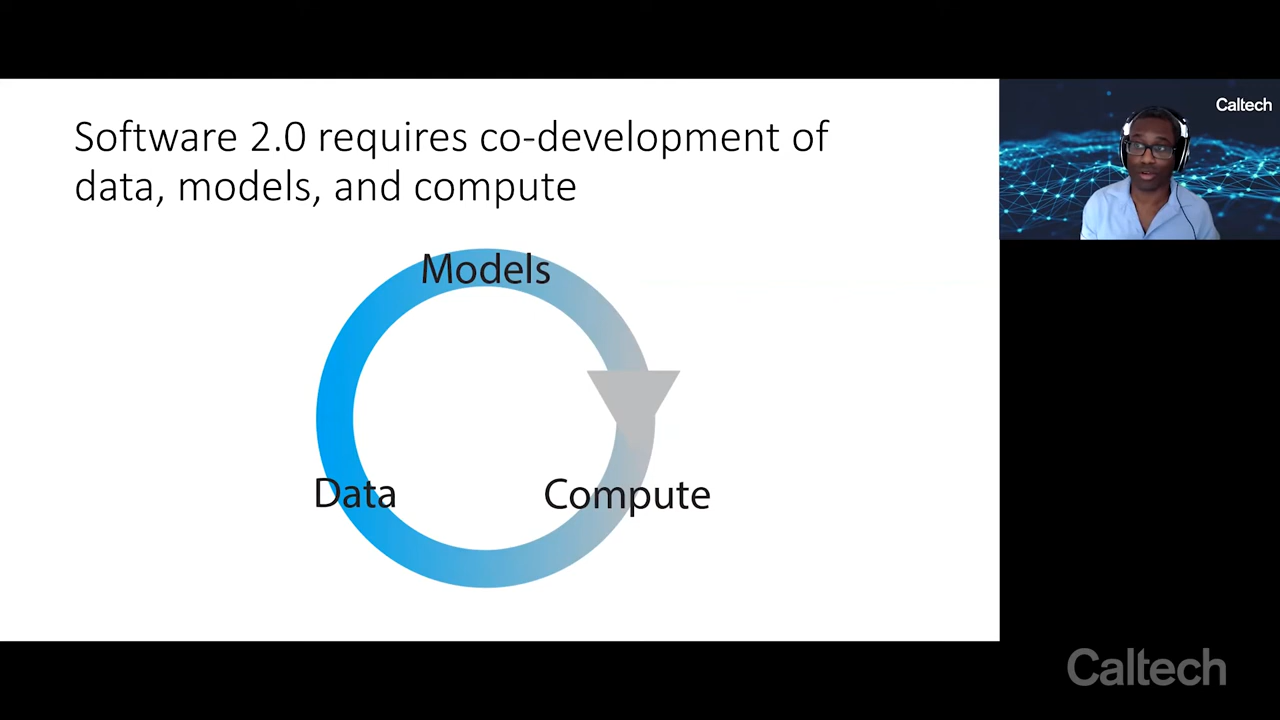 Software 2.0 requires co-development of
data, models, and compute
Models
Data
Compute
Caltech
Caltech